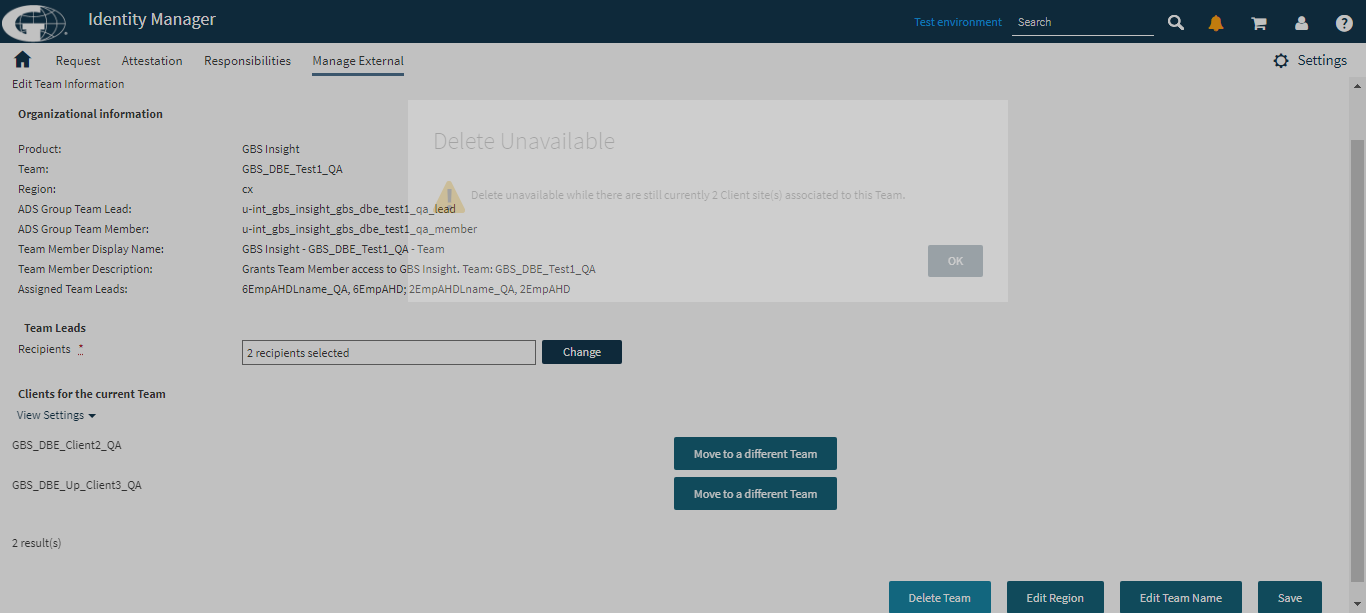 Identity Manager
Test environment
Search
Request
Attestation
Responsibilities
Manage External
Settings
Edit Team Information
Organizational information
Product: GBS Insight
Team: GBS_DBE_Test1_QA
Region: cx
ADS Group Team Lead: u-int_gbs_insight_gbs_dbe_test1_qa_lead
ADS Group Team Member: u-int_gbs_insight_gbs_dbe_test1_qa_member
Team Member Display Name: GBS Insight - GBS_DBE_Test1_QA - Team
Team Member Description: Grants Team Member access to GBS Insight. Team: GBS_DBE_Test1_QA
Assigned Team Leads: 6EmpAHDLname_QA, 6EmpAHD; 2EmpAHDLname_QA, 2EmpAHD
Delete Unavailable
Delete unavailable while there are still currently 2 Client site(s) associated to this Team.
OK
Team Leads
Recipients * 2 recipients selected Change
Clients for the current Team
View Settings
GBS_DBE_Client2_QA Move to a different Team
GBS_DBE_Up_Client3_QA Move to a different Team
2 result(s)
Delete Team Edit Region Edit Team Name Save